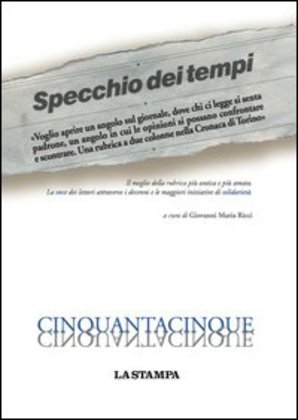 Specchio dei tempi
«Voglio aprire un angolo sul giornale, dove chi ci legge si senta
padrone, un angolo in cui le opinioni si possano confrontare
e scontrare. Una rubrica a due colonne nella Cronaca di Torino»
Il meglio della rubrica più antica e più amata.
La voce dei lettori attraverso i decenni e le maggiori iniziative di solidarietà.
a cura di Giovanni Maria Ricci
CINQUANTACINQUE
CINQUANTACINQUE
LA STAMPA